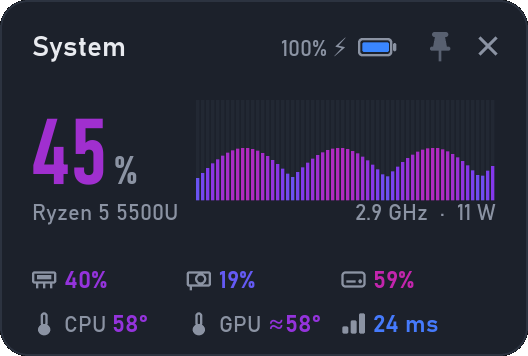 System 100% ⚡
45 %
Ryzen 5 5500U 2.9 GHz · 11 W
40% 19% 59%
CPU 58° GPU ≈58° 24 ms